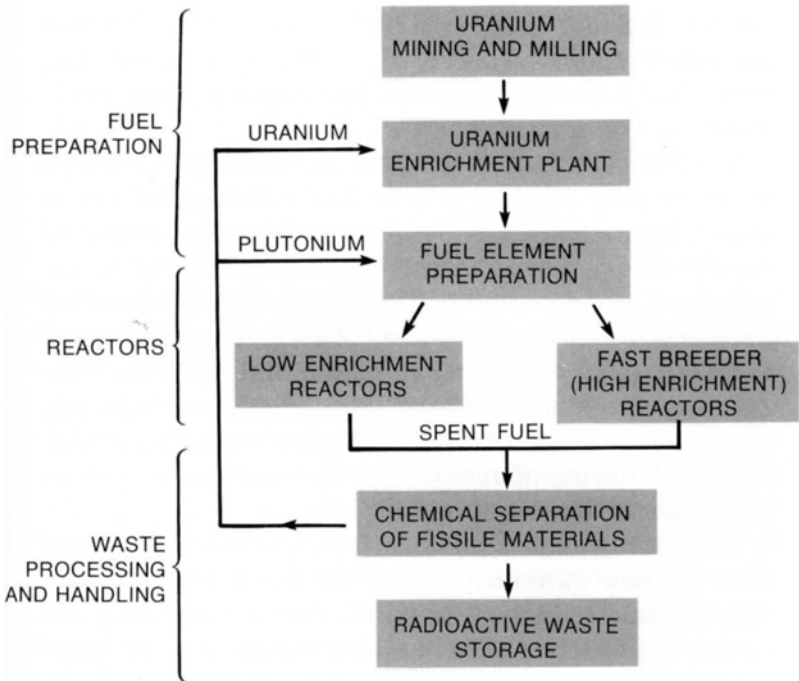 URANIUM
MINING AND MILLING
FUEL
PREPARATION
URANIUM
URANIUM
ENRICHMENT PLANT
PLUTONIUM
FUEL ELEMENT
PREPARATION
REACTORS
LOW ENRICHMENT
REACTORS
FAST BREEDER
(HIGH ENRICHMENT)
REACTORS
SPENT FUEL
CHEMICAL SEPARATION
OF FISSILE MATERIALS
WASTE
PROCESSING
AND HANDLING
RADIOACTIVE WASTE
STORAGE